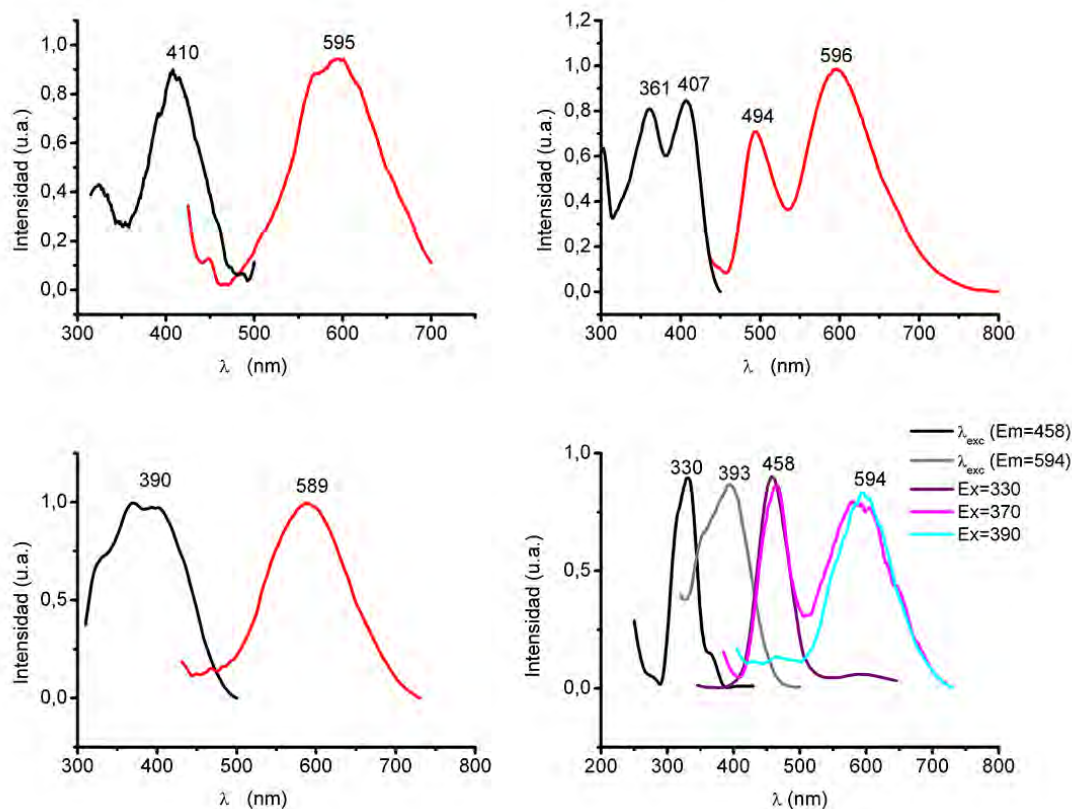 410
595
1,0
0,8
0,6
0,4
0,2
0,0
Intensidad (u.a.)
300 400 500 600 700
λ (nm)
361
407
494
596
1,2
1,0
0,8
0,6
0,4
0,2
0,0
Intensidad (u.a.)
300 400 500 600 700 800
λ (nm)
390
589
1,0
0,5
0,0
Intensidad (u.a.)
300 400 500 600 700 800
λ (nm)
330
393
458
594
λexc (Em=458)
λexc (Em=594)
Ex=330
Ex=370
Ex=390
1,0
0,5
0,0
Intensidad (u.a.)
200 300 400 500 600 700 800
λ (nm)